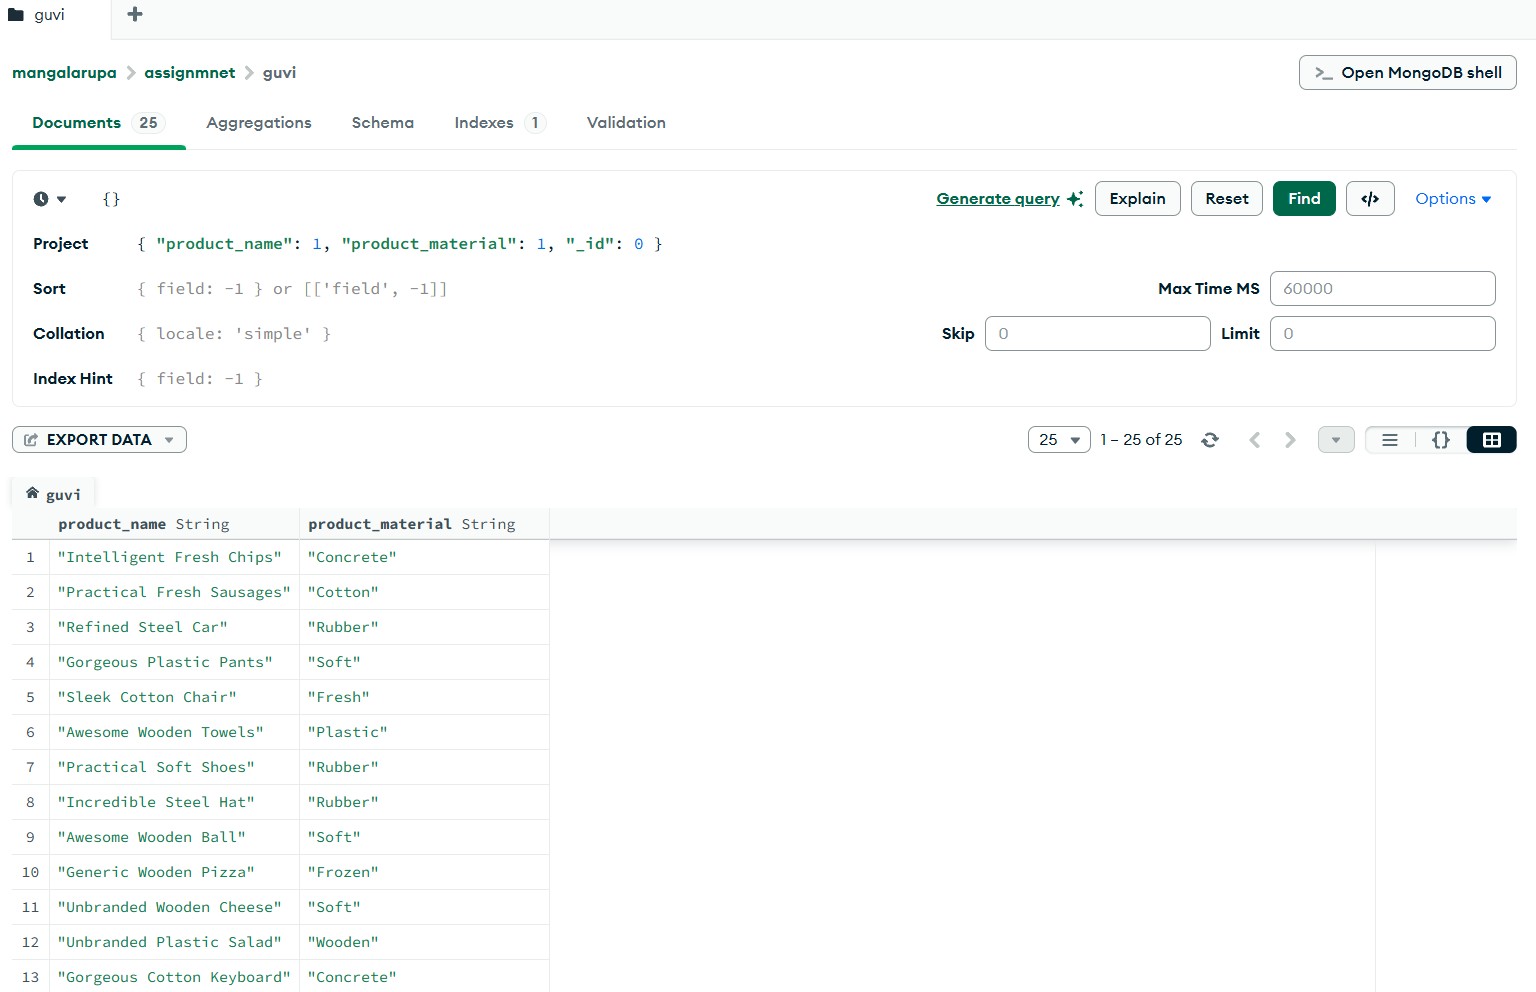 guvi
mangalarupa assignmnet guvi
>_ Open MongoDB shell
Documents 25 Aggregations Schema Indexes 1 Validation
{} Generate query Explain Reset Find </> Options
Project { "product_name": 1, "product_material": 1, "_id": 0 }
Sort { field: -1 } or [['field', -1]] Max Time MS 60000
Collation { locale: 'simple' } Skip 0 Limit 0
Index Hint { field: -1 }
EXPORT DATA 25 1 – 25 of 25 {}
guvi
product_name String product_material String
1 "Intelligent Fresh Chips" "Concrete"
2 "Practical Fresh Sausages" "Cotton"
3 "Refined Steel Car" "Rubber"
4 "Gorgeous Plastic Pants" "Soft"
5 "Sleek Cotton Chair" "Fresh"
6 "Awesome Wooden Towels" "Plastic"
7 "Practical Soft Shoes" "Rubber"
8 "Incredible Steel Hat" "Rubber"
9 "Awesome Wooden Ball" "Soft"
10 "Generic Wooden Pizza" "Frozen"
11 "Unbranded Wooden Cheese" "Soft"
12 "Unbranded Plastic Salad" "Wooden"
13 "Gorgeous Cotton Keyboard" "Concrete"